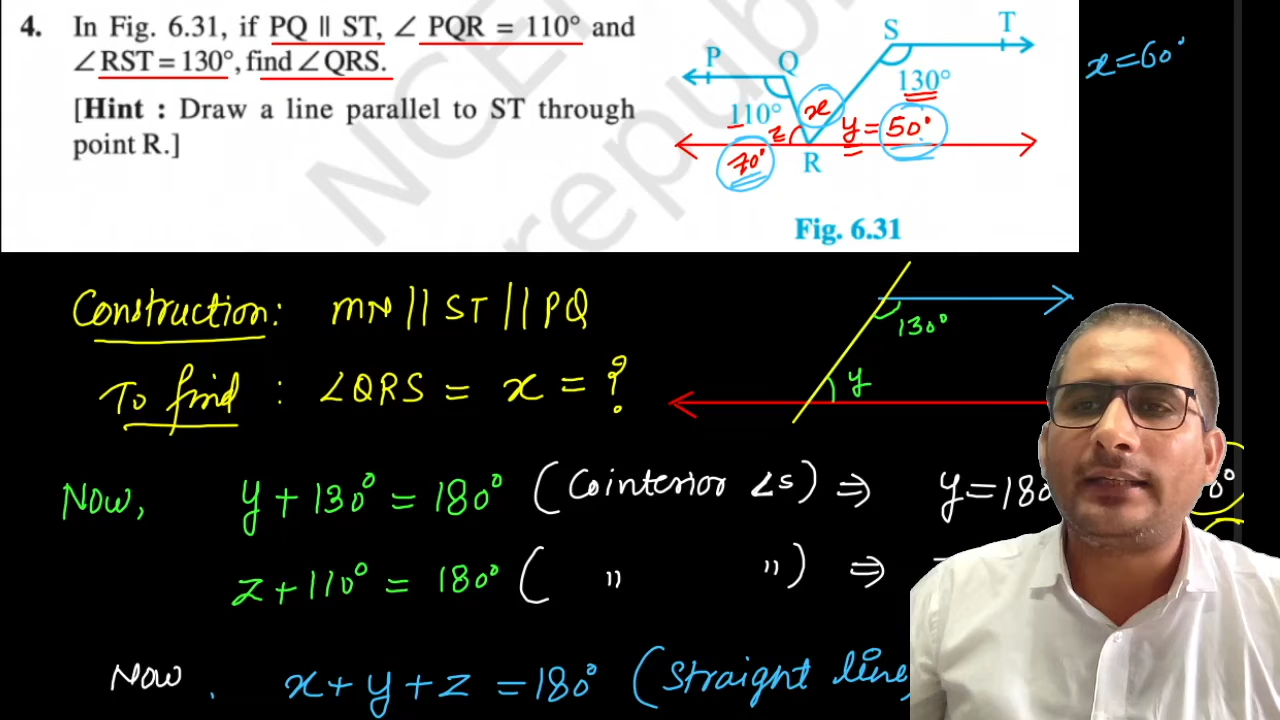 4. In Fig. 6.31, if PQ || ST, ∠ PQR = 110° and
∠RST = 130°, find ∠QRS.
[Hint : Draw a line parallel to ST through
point R.]
P Q S T
110° x 130°
z y = 50°
70° R
Fig. 6.31
x = 60°
Construction: MN || ST || PQ
To find : ∠QRS = x = ?
130°
y
Now, y + 130° = 180° (Cointerior ∠s) ⇒ y = 180
z + 110° = 180° ( " " ) ⇒
Now, x + y + z = 180° (Straight line